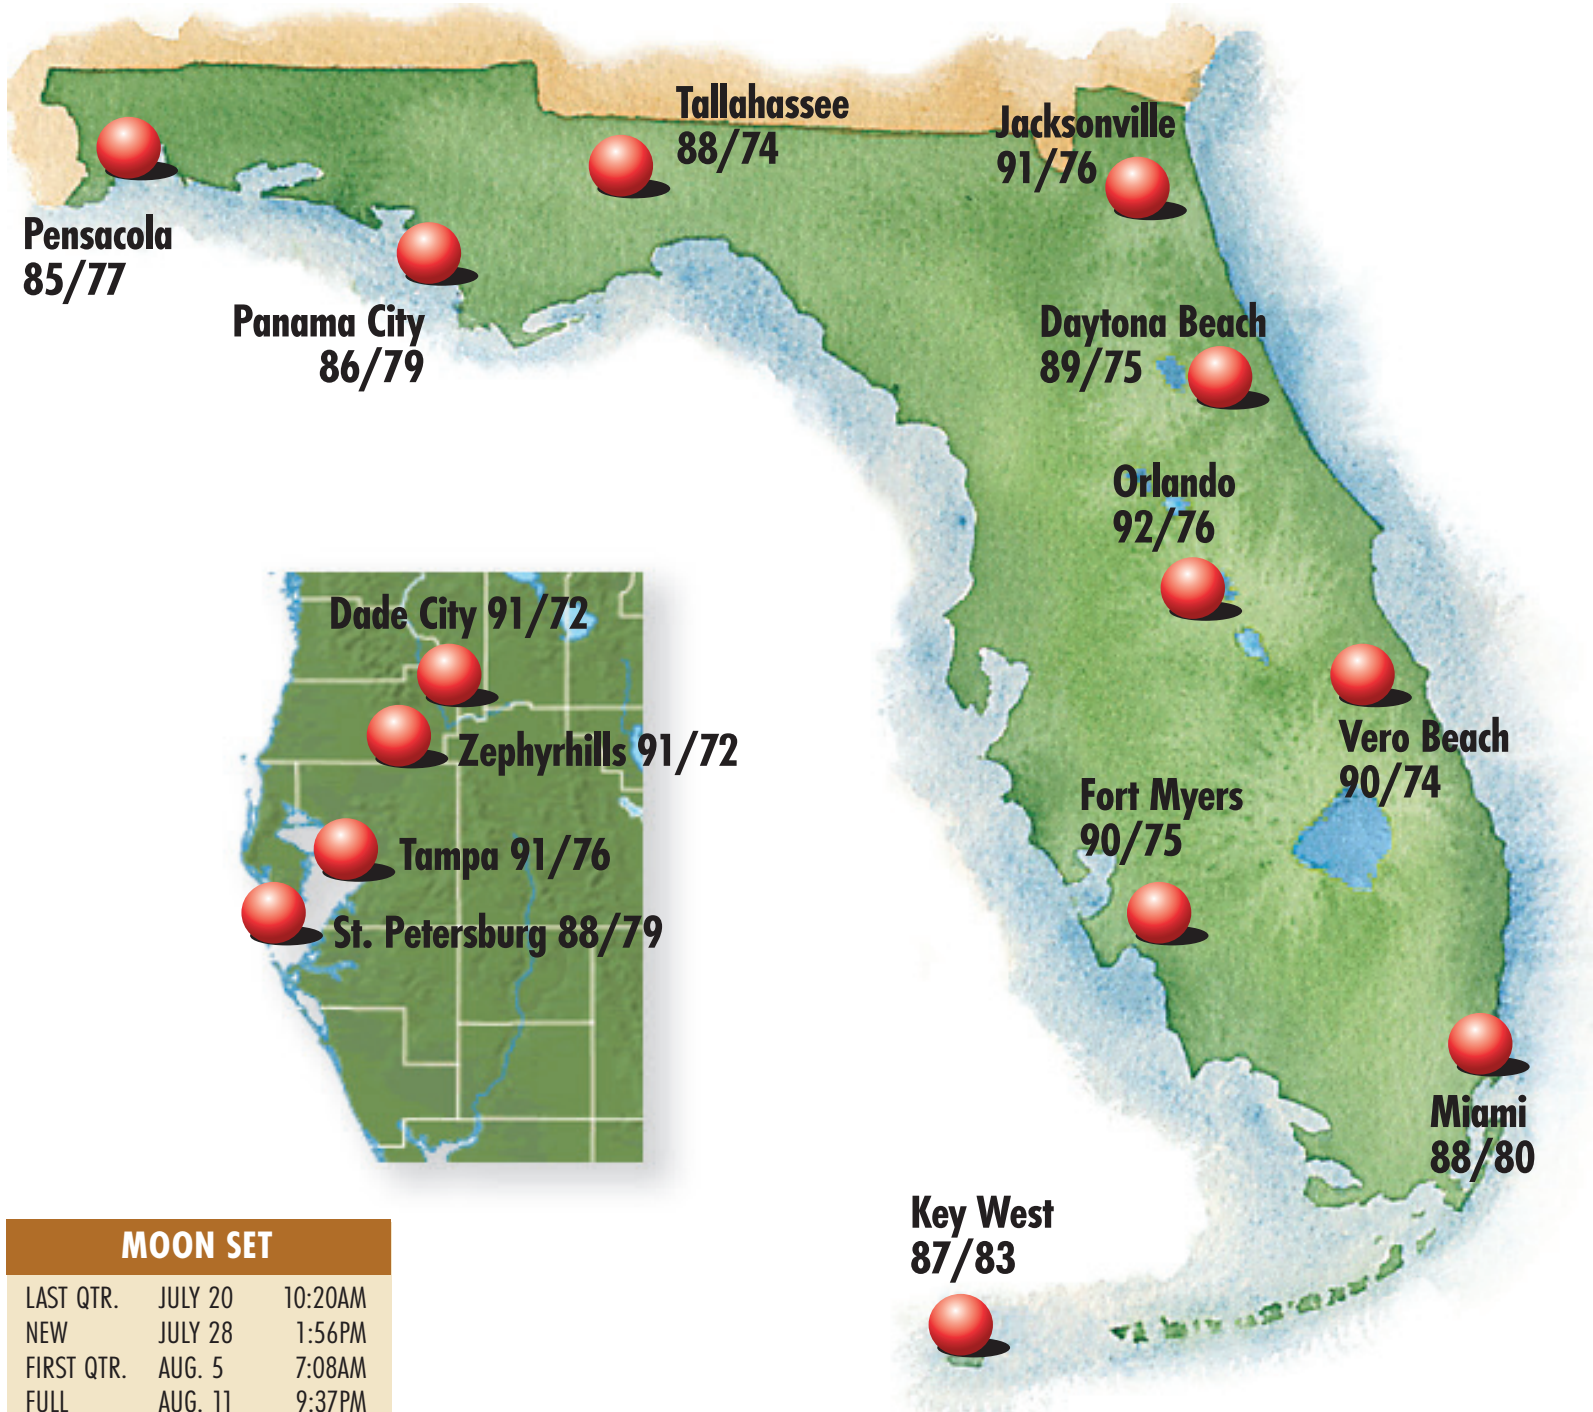 Tallahassee
88/74
Jacksonville
91/76
Pensacola
85/77
Panama City
86/79
Daytona Beach
89/75
Orlando
92/76
Dade City 91/72
Zephyrhills 91/72
Tampa 91/76
St. Petersburg 88/79
Vero Beach
90/74
Fort Myers
90/75
Miami
88/80
Key West
87/83
MOON SET
LAST QTR. JULY 20 10:20AM
NEW JULY 28 1:56PM
FIRST QTR. AUG. 5 7:08AM
FULL AUG. 11 9:37PM